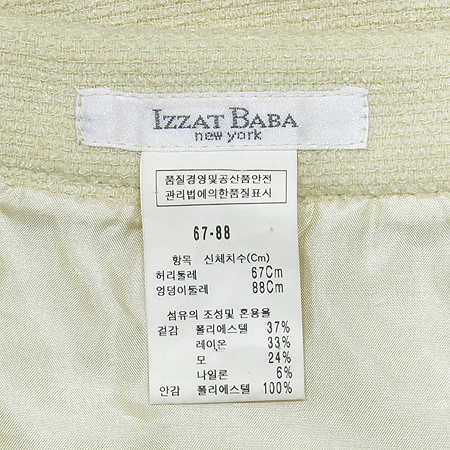 IZZAT BABA
new york
품질경영및공산품안전
관리법에의한품질표시
67-88
항목 신체치수(Cm)
허리둘레 67Cm
엉덩이둘레 88Cm
섬유의 조성및 혼용율
겉감 폴리에스텔 37%
레이온 33%
모 24%
나일론 6%
안감 폴리에스텔 100%